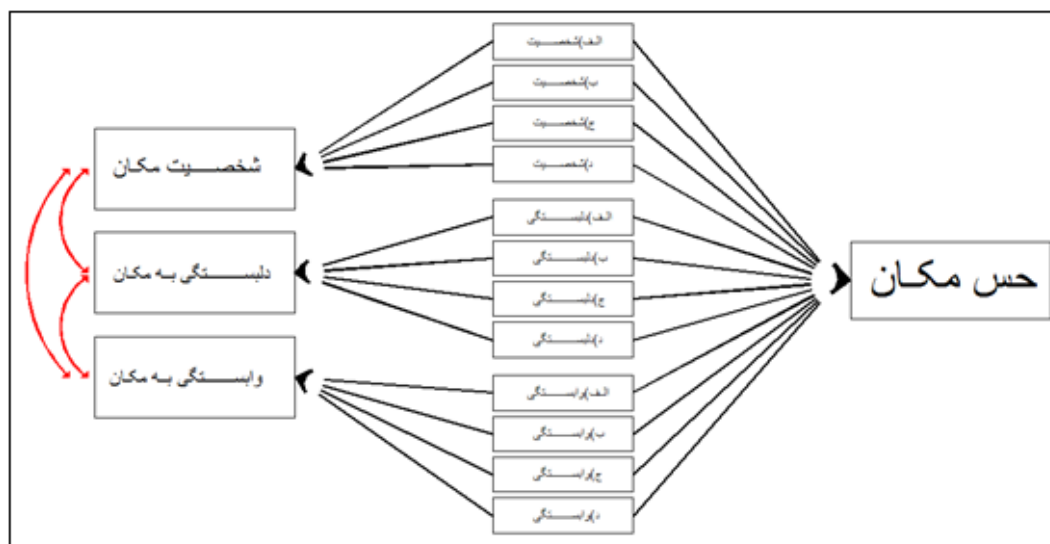 حس مکان
الف)شخصیت
ب)شخصیت
ج)شخصیت
د)شخصیت
الف)دلبستگی
ب)دلبستگی
ج)دلبستگی
د)دلبستگی
الف)وابستگی
ب)وابستگی
ج)وابستگی
د)وابستگی
شخصیت مکان
دلبستگی به مکان
وابستگی به مکان